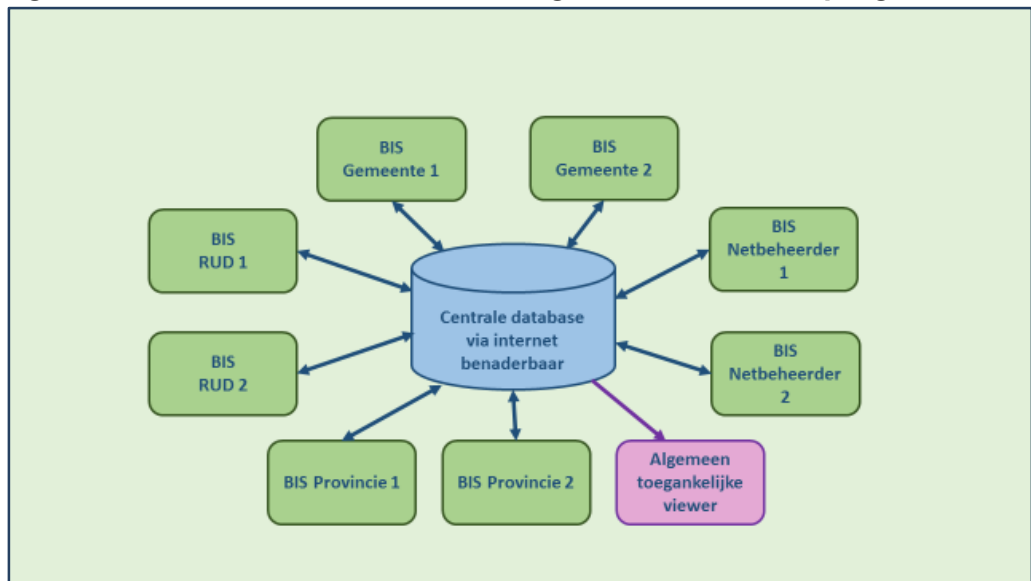 BIS
Gemeente 1
BIS
Gemeente 2
BIS
RUD 1
BIS
Netbeheerder
1
Centrale database
via internet
benaderbaar
BIS
RUD 2
BIS
Netbeheerder
2
BIS Provincie 1
BIS Provincie 2
Algemeen
toegankelijke
viewer